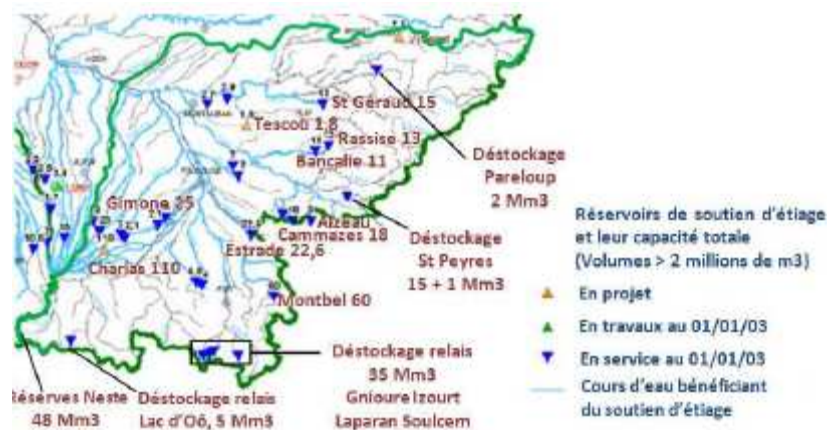 St Géraud 15
Tescou 1,8
Rassise 13
Bancalie 11
Déstockage
Pareloup
2 Mm3
Gimone 25
Alzeau
Cammazes 18
Estrade 22,6
Charlas 110
Montbel 60
Déstockage
St Peyres
15 + 1 Mm3
Réserves Neste
48 Mm3
Déstockage relais
Lac d'Oô, 5 Mm3
Déstockage relais
35 Mm3
Gnioure Izourt
Laparan Soulcem
Réservoirs de soutien d'étiage
et leur capacité totale
(Volumes > 2 millions de m3)
En projet
En travaux au 01/01/03
En service au 01/01/03
Cours d'eau bénéficiant
du soutien d'étiage